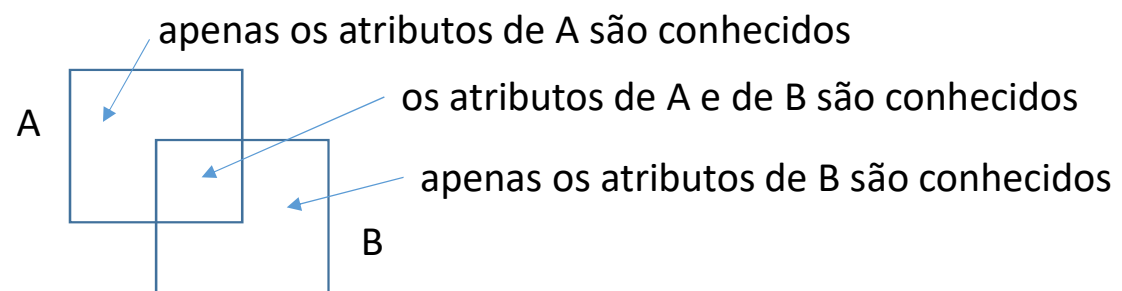 apenas os atributos de A são conhecidos
os atributos de A e de B são conhecidos
A
apenas os atributos de B são conhecidos
B